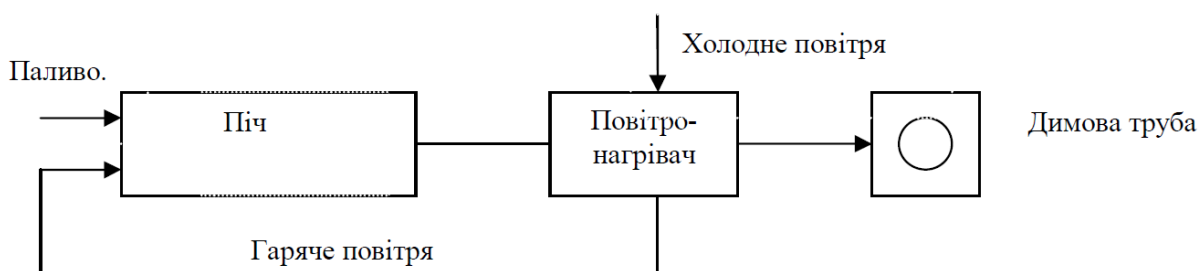 Холодне повітря
Паливо.
Піч
Повітро-
нагрівач
Димова труба
Гаряче повітря